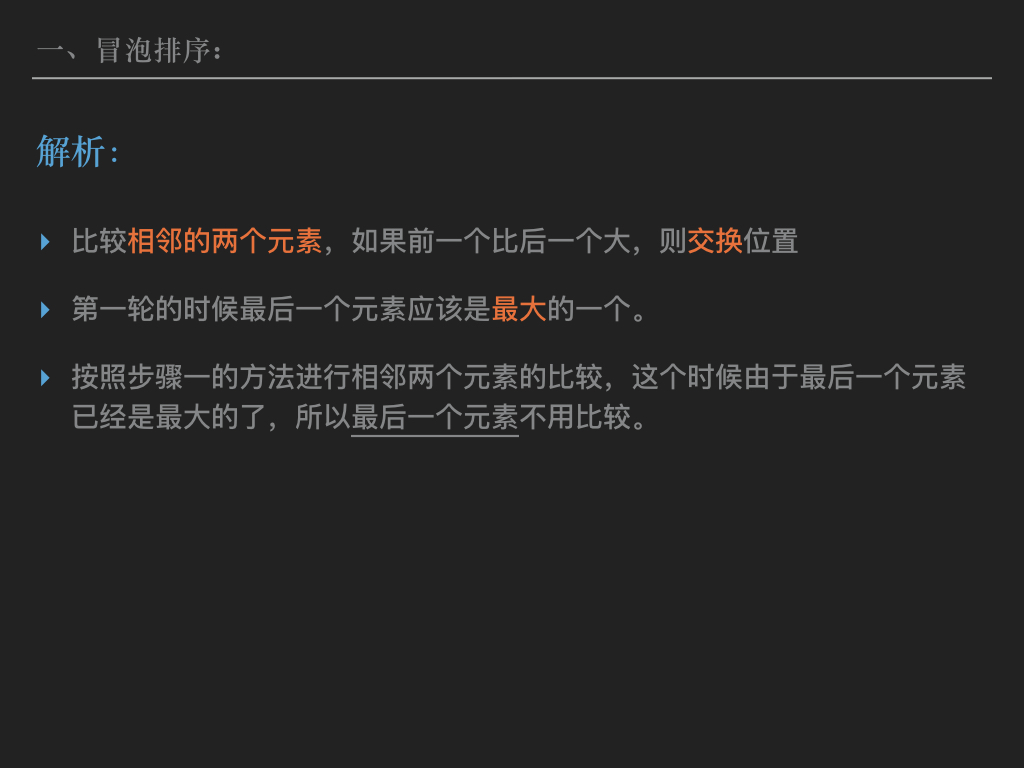 一、冒泡排序：
解析：
比较相邻的两个元素，如果前一个比后一个大，则交换位置
第一轮的时候最后一个元素应该是最大的一个。
按照步骤一的方法进行相邻两个元素的比较，这个时候由于最后一个元素
已经是最大的了，所以最后一个元素不用比较。